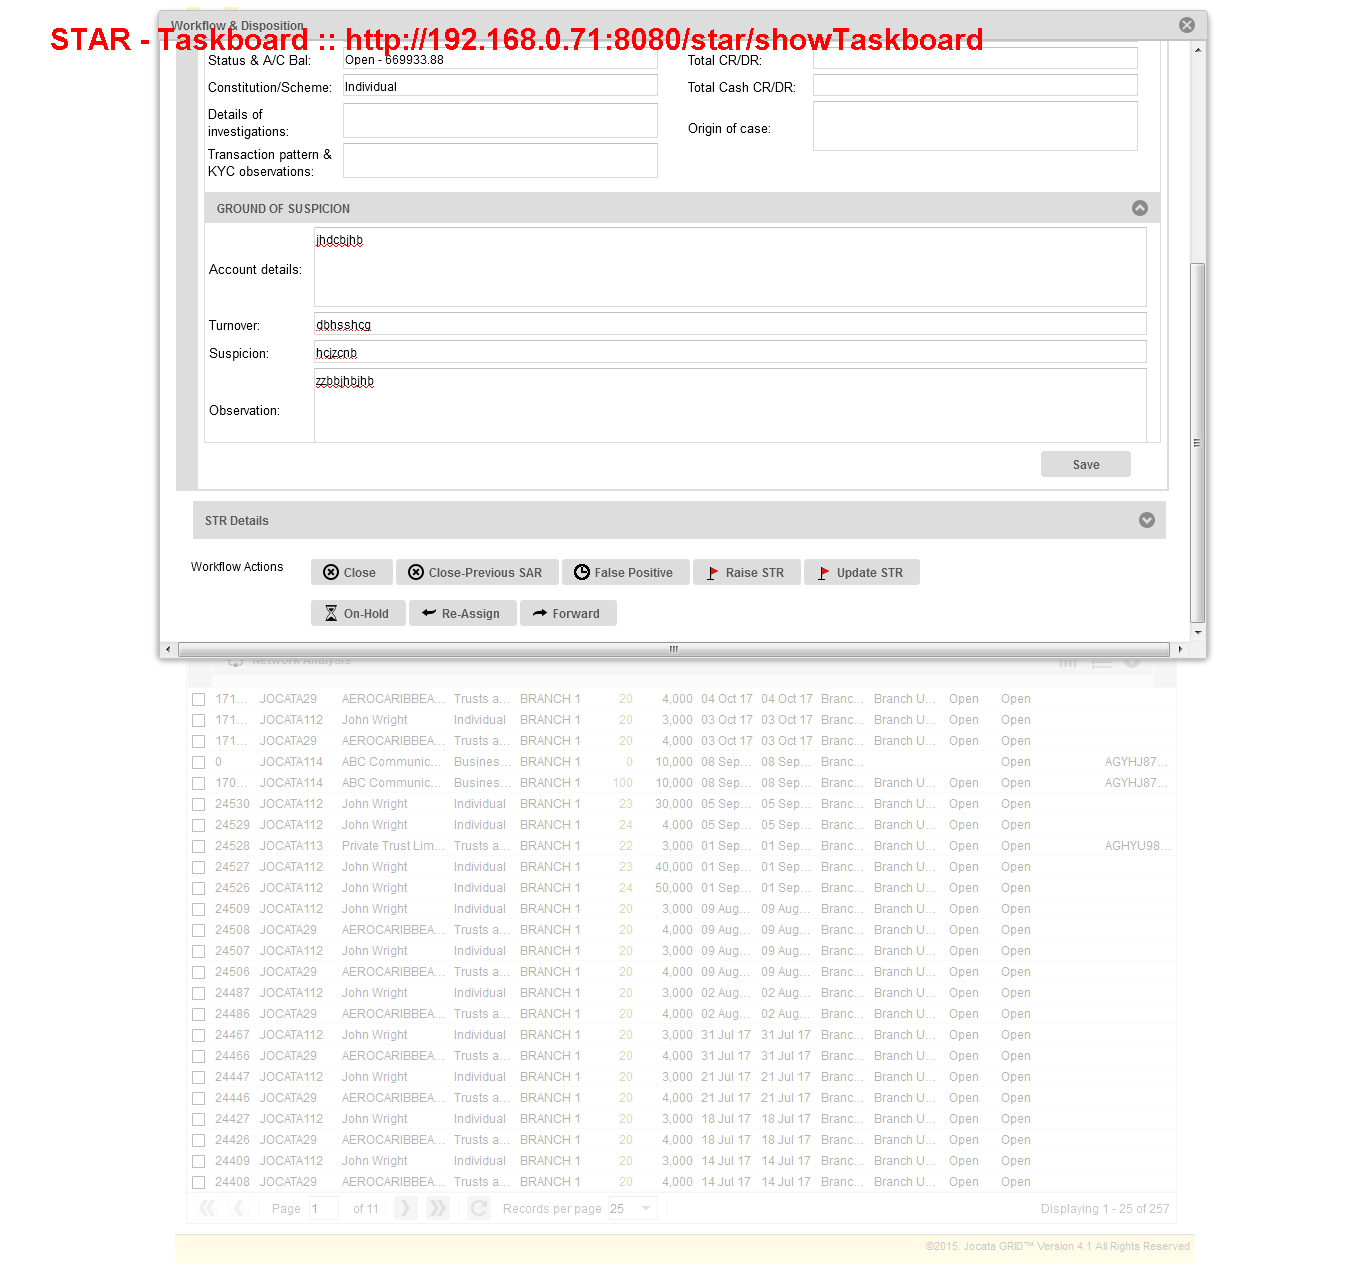 Workflow & Disposition
STAR - Taskboard :: http://192.168.0.71:8080/star/showTaskboard
Status & A/C Bal: Open - 669933.88 Total CR/DR:
Constitution/Scheme: Individual Total Cash CR/DR:
Details of investigations: Origin of case:
Transaction pattern & KYC observations:
GROUND OF SUSPICION
Account details: jhdcbjhb
Turnover: dbhsshcg
Suspicion: hcjzcnb
Observation: zzbbjhbjhb
Save
STR Details
Workflow Actions Close Close-Previous SAR False Positive Raise STR Update STR
On-Hold Re-Assign Forward
Network Analysis
171... JOCATA29 AEROCARIBBEA... Trusts a... BRANCH 1 20 4,000 04 Oct 17 04 Oct 17 Branc... Branch U... Open Open
171... JOCATA112 John Wright Individual BRANCH 1 20 3,000 03 Oct 17 03 Oct 17 Branc... Branch U... Open Open
171... JOCATA29 AEROCARIBBEA... Trusts a... BRANCH 1 20 4,000 03 Oct 17 03 Oct 17 Branc... Branch U... Open Open
0 JOCATA114 ABC Communic... Busines... BRANCH 1 0 10,000 08 Sep... 08 Sep... Branc... Open AGYHJ87...
170... JOCATA114 ABC Communic... Busines... BRANCH 1 100 10,000 08 Sep... 08 Sep... Branc... Branch U... Open Open AGYHJ87...
24530 JOCATA112 John Wright Individual BRANCH 1 23 30,000 05 Sep... 05 Sep... Branc... Branch U... Open Open
24529 JOCATA112 John Wright Individual BRANCH 1 24 4,000 05 Sep... 05 Sep... Branc... Branch U... Open Open
24528 JOCATA113 Private Trust Lim... Trusts a... BRANCH 1 22 3,000 01 Sep... 01 Sep... Branc... Branch U... Open Open AGHYU98...
24527 JOCATA112 John Wright Individual BRANCH 1 23 40,000 01 Sep... 01 Sep... Branc... Branch U... Open Open
24526 JOCATA112 John Wright Individual BRANCH 1 24 50,000 01 Sep... 01 Sep... Branc... Branch U... Open Open
24509 JOCATA112 John Wright Individual BRANCH 1 20 3,000 09 Aug... 09 Aug... Branc... Branch U... Open Open
24508 JOCATA29 AEROCARIBBEA... Trusts a... BRANCH 1 20 4,000 09 Aug... 09 Aug... Branc... Branch U... Open Open
24507 JOCATA112 John Wright Individual BRANCH 1 20 3,000 09 Aug... 09 Aug... Branc... Branch U... Open Open
24506 JOCATA29 AEROCARIBBEA... Trusts a... BRANCH 1 20 4,000 09 Aug... 09 Aug... Branc... Branch U... Open Open
24487 JOCATA112 John Wright Individual BRANCH 1 20 3,000 02 Aug... 02 Aug... Branc... Branch U... Open Open
24486 JOCATA29 AEROCARIBBEA... Trusts a... BRANCH 1 20 4,000 02 Aug... 02 Aug... Branc... Branch U... Open Open
24467 JOCATA112 John Wright Individual BRANCH 1 20 3,000 31 Jul 17 31 Jul 17 Branc... Branch U... Open Open
24466 JOCATA29 AEROCARIBBEA... Trusts a... BRANCH 1 20 4,000 31 Jul 17 31 Jul 17 Branc... Branch U... Open Open
24447 JOCATA112 John Wright Individual BRANCH 1 20 3,000 21 Jul 17 21 Jul 17 Branc... Branch U... Open Open
24446 JOCATA29 AEROCARIBBEA... Trusts a... BRANCH 1 20 4,000 21 Jul 17 21 Jul 17 Branc... Branch U... Open Open
24427 JOCATA112 John Wright Individual BRANCH 1 20 3,000 18 Jul 17 18 Jul 17 Branc... Branch U... Open Open
24426 JOCATA29 AEROCARIBBEA... Trusts a... BRANCH 1 20 4,000 18 Jul 17 18 Jul 17 Branc... Branch U... Open Open
24409 JOCATA112 John Wright Individual BRANCH 1 20 3,000 14 Jul 17 14 Jul 17 Branc... Branch U... Open Open
24408 JOCATA29 AEROCARIBBEA... Trusts a... BRANCH 1 20 4,000 14 Jul 17 14 Jul 17 Branc... Branch U... Open Open
Page 1 of 11 Records per page 25 Displaying 1 - 25 of 257
©2015. Jocata GRID™ Version 4.1 All Rights Reserved